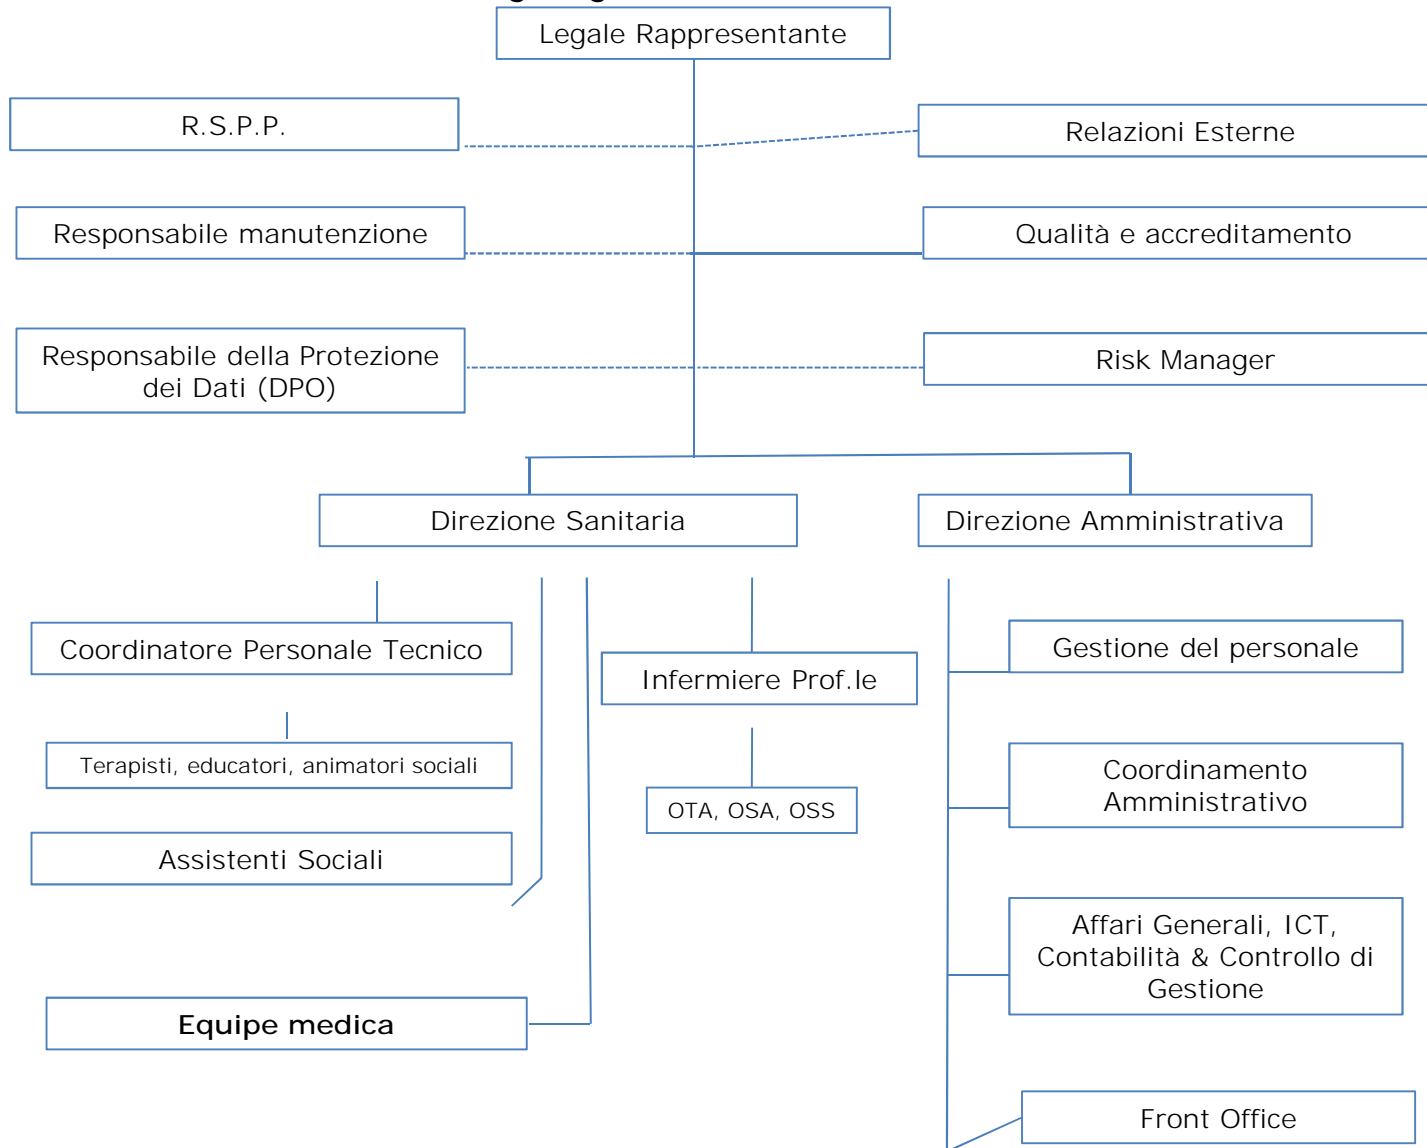 Legale Rappresentante
R.S.P.P.
Relazioni Esterne
Responsabile manutenzione
Qualità e accreditamento
Responsabile della Protezione
dei Dati (DPO)
Risk Manager
Direzione Sanitaria
Direzione Amministrativa
Coordinatore Personale Tecnico
Infermiere Prof.le
Gestione del personale
Terapisti, educatori, animatori sociali
OTA, OSA, OSS
Coordinamento
Amministrativo
Assistenti Sociali
Affari Generali, ICT,
Contabilità & Controllo di
Gestione
Equipe medica
Front Office